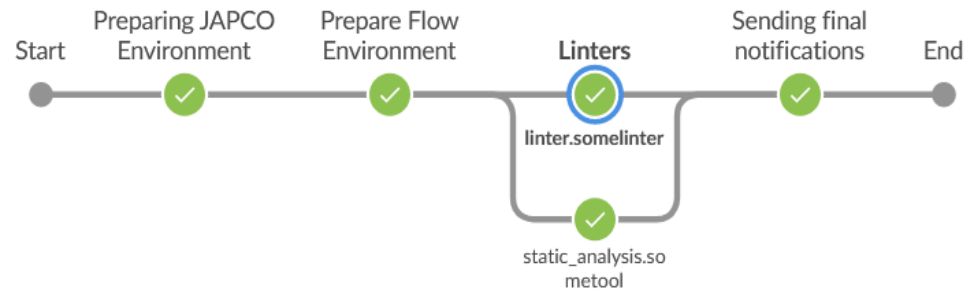 Start
Preparing JAPCO
Environment
Prepare Flow
Environment
Linters
Sending final
notifications
End
linter.somelinter
static_analysis.so
metool